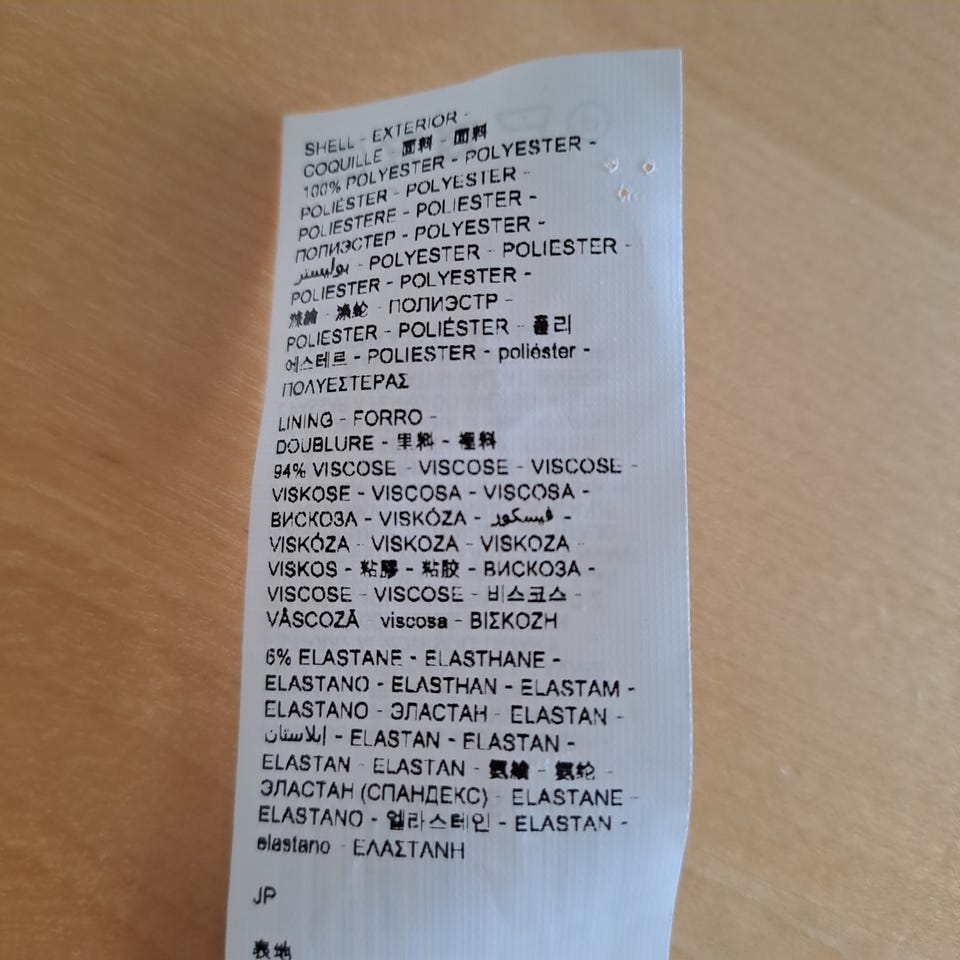 SHELL - EXTERIOR -
COQUILLE - 面料 - 面料
100% POLYESTER - POLYESTER -
POLIÉSTER - POLYESTER -
POLIESTERE - POLIESTER -
ПОЛИЭСТЕР - POLYESTER -
بوليستر - POLYESTER - POLIESTER -
POLIESTER - POLYESTER -
ПОЛИЭСТР -
POLIESTER - POLIÉSTER - 폴리
에스테르 - POLIESTER - poliéster -
ΠΟΛΥΕΣΤΕΡΑΣ
LINING - FORRO -
DOUBLURE - 里料 - 裡料
94% VISCOSE - VISCOSE - VISCOSE -
VISKOSE - VISCOSA - VISCOSA -
ВИСКОЗА - VISKÓZA - فيسكوز -
VISKÓZA - VISKOZA - VISKOZA -
VISKOS - 粘膠 - 粘胶 - ВИСКОЗА -
VISCOSE - VISCOSE - 비스코스 -
VÂSCOZĂ - viscosa - ΒΙΣΚΟΖΗ
6% ELASTANE - ELASTHANE -
ELASTANO - ELASTHAN - ELASTAM -
ELASTANO - ЭЛАСТАН - ELASTAN -
إيلاستان - ELASTAN - ELASTAN -
ELASTAN - ELASTAN - 氨綸 - 氨纶 -
ЭЛАСТАН (СПАНДЕКС) - ELASTANE -
ELASTANO - 엘라스테인 - ELASTAN -
elastano - ΕΛΑΣΤΑΝΗ
JP
表地